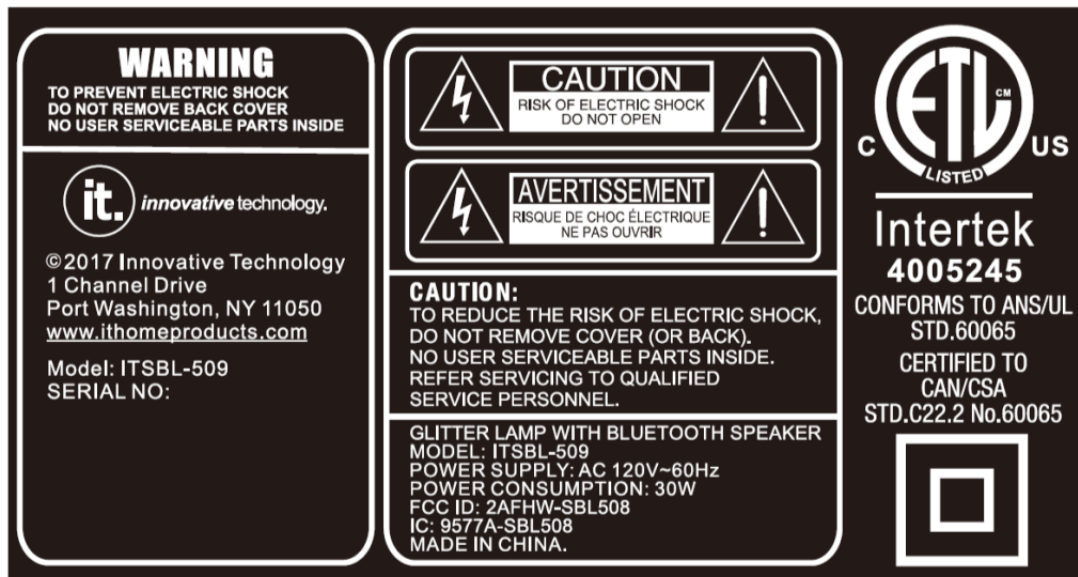 WARNING
TO PREVENT ELECTRIC SHOCK
DO NOT REMOVE BACK COVER
NO USER SERVICEABLE PARTS INSIDE
it. innovative technology.
©2017 Innovative Technology
1 Channel Drive
Port Washington, NY 11050
www.ithomeproducts.com
Model: ITSBL-509
SERIAL NO:
CAUTION
RISK OF ELECTRIC SHOCK
DO NOT OPEN
AVERTISSEMENT
RISQUE DE CHOC ÉLECTRIQUE
NE PAS OUVRIR
CAUTION:
TO REDUCE THE RISK OF ELECTRIC SHOCK,
DO NOT REMOVE COVER (OR BACK).
NO USER SERVICEABLE PARTS INSIDE.
REFER SERVICING TO QUALIFIED
SERVICE PERSONNEL.
GLITTER LAMP WITH BLUETOOTH SPEAKER
MODEL: ITSBL-509
POWER SUPPLY: AC 120V~60Hz
POWER CONSUMPTION: 30W
FCC ID: 2AFHW-SBL508
IC: 9577A-SBL508
MADE IN CHINA.
ETL CM
C US
LISTED
Intertek
4005245
CONFORMS TO ANS/UL
STD.60065
CERTIFIED TO
CAN/CSA
STD.C22.2 No.60065